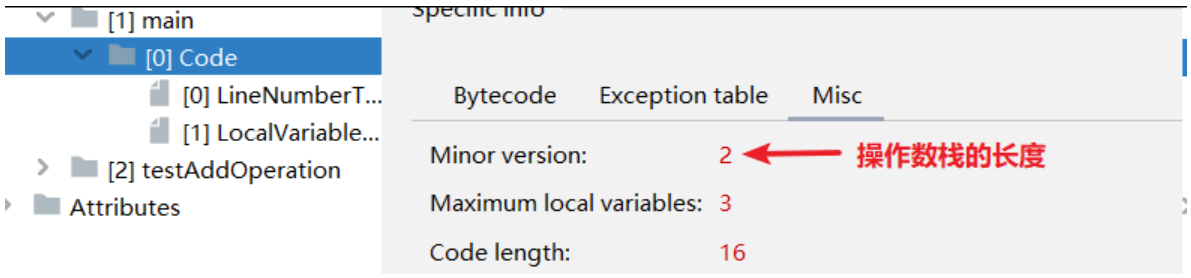 Specific info
[1] main
[0] Code
[0] LineNumberT...
[1] LocalVariable...
[2] testAddOperation
Attributes
Bytecode Exception table Misc
Minor version: 2 操作数栈的长度
Maximum local variables: 3
Code length: 16